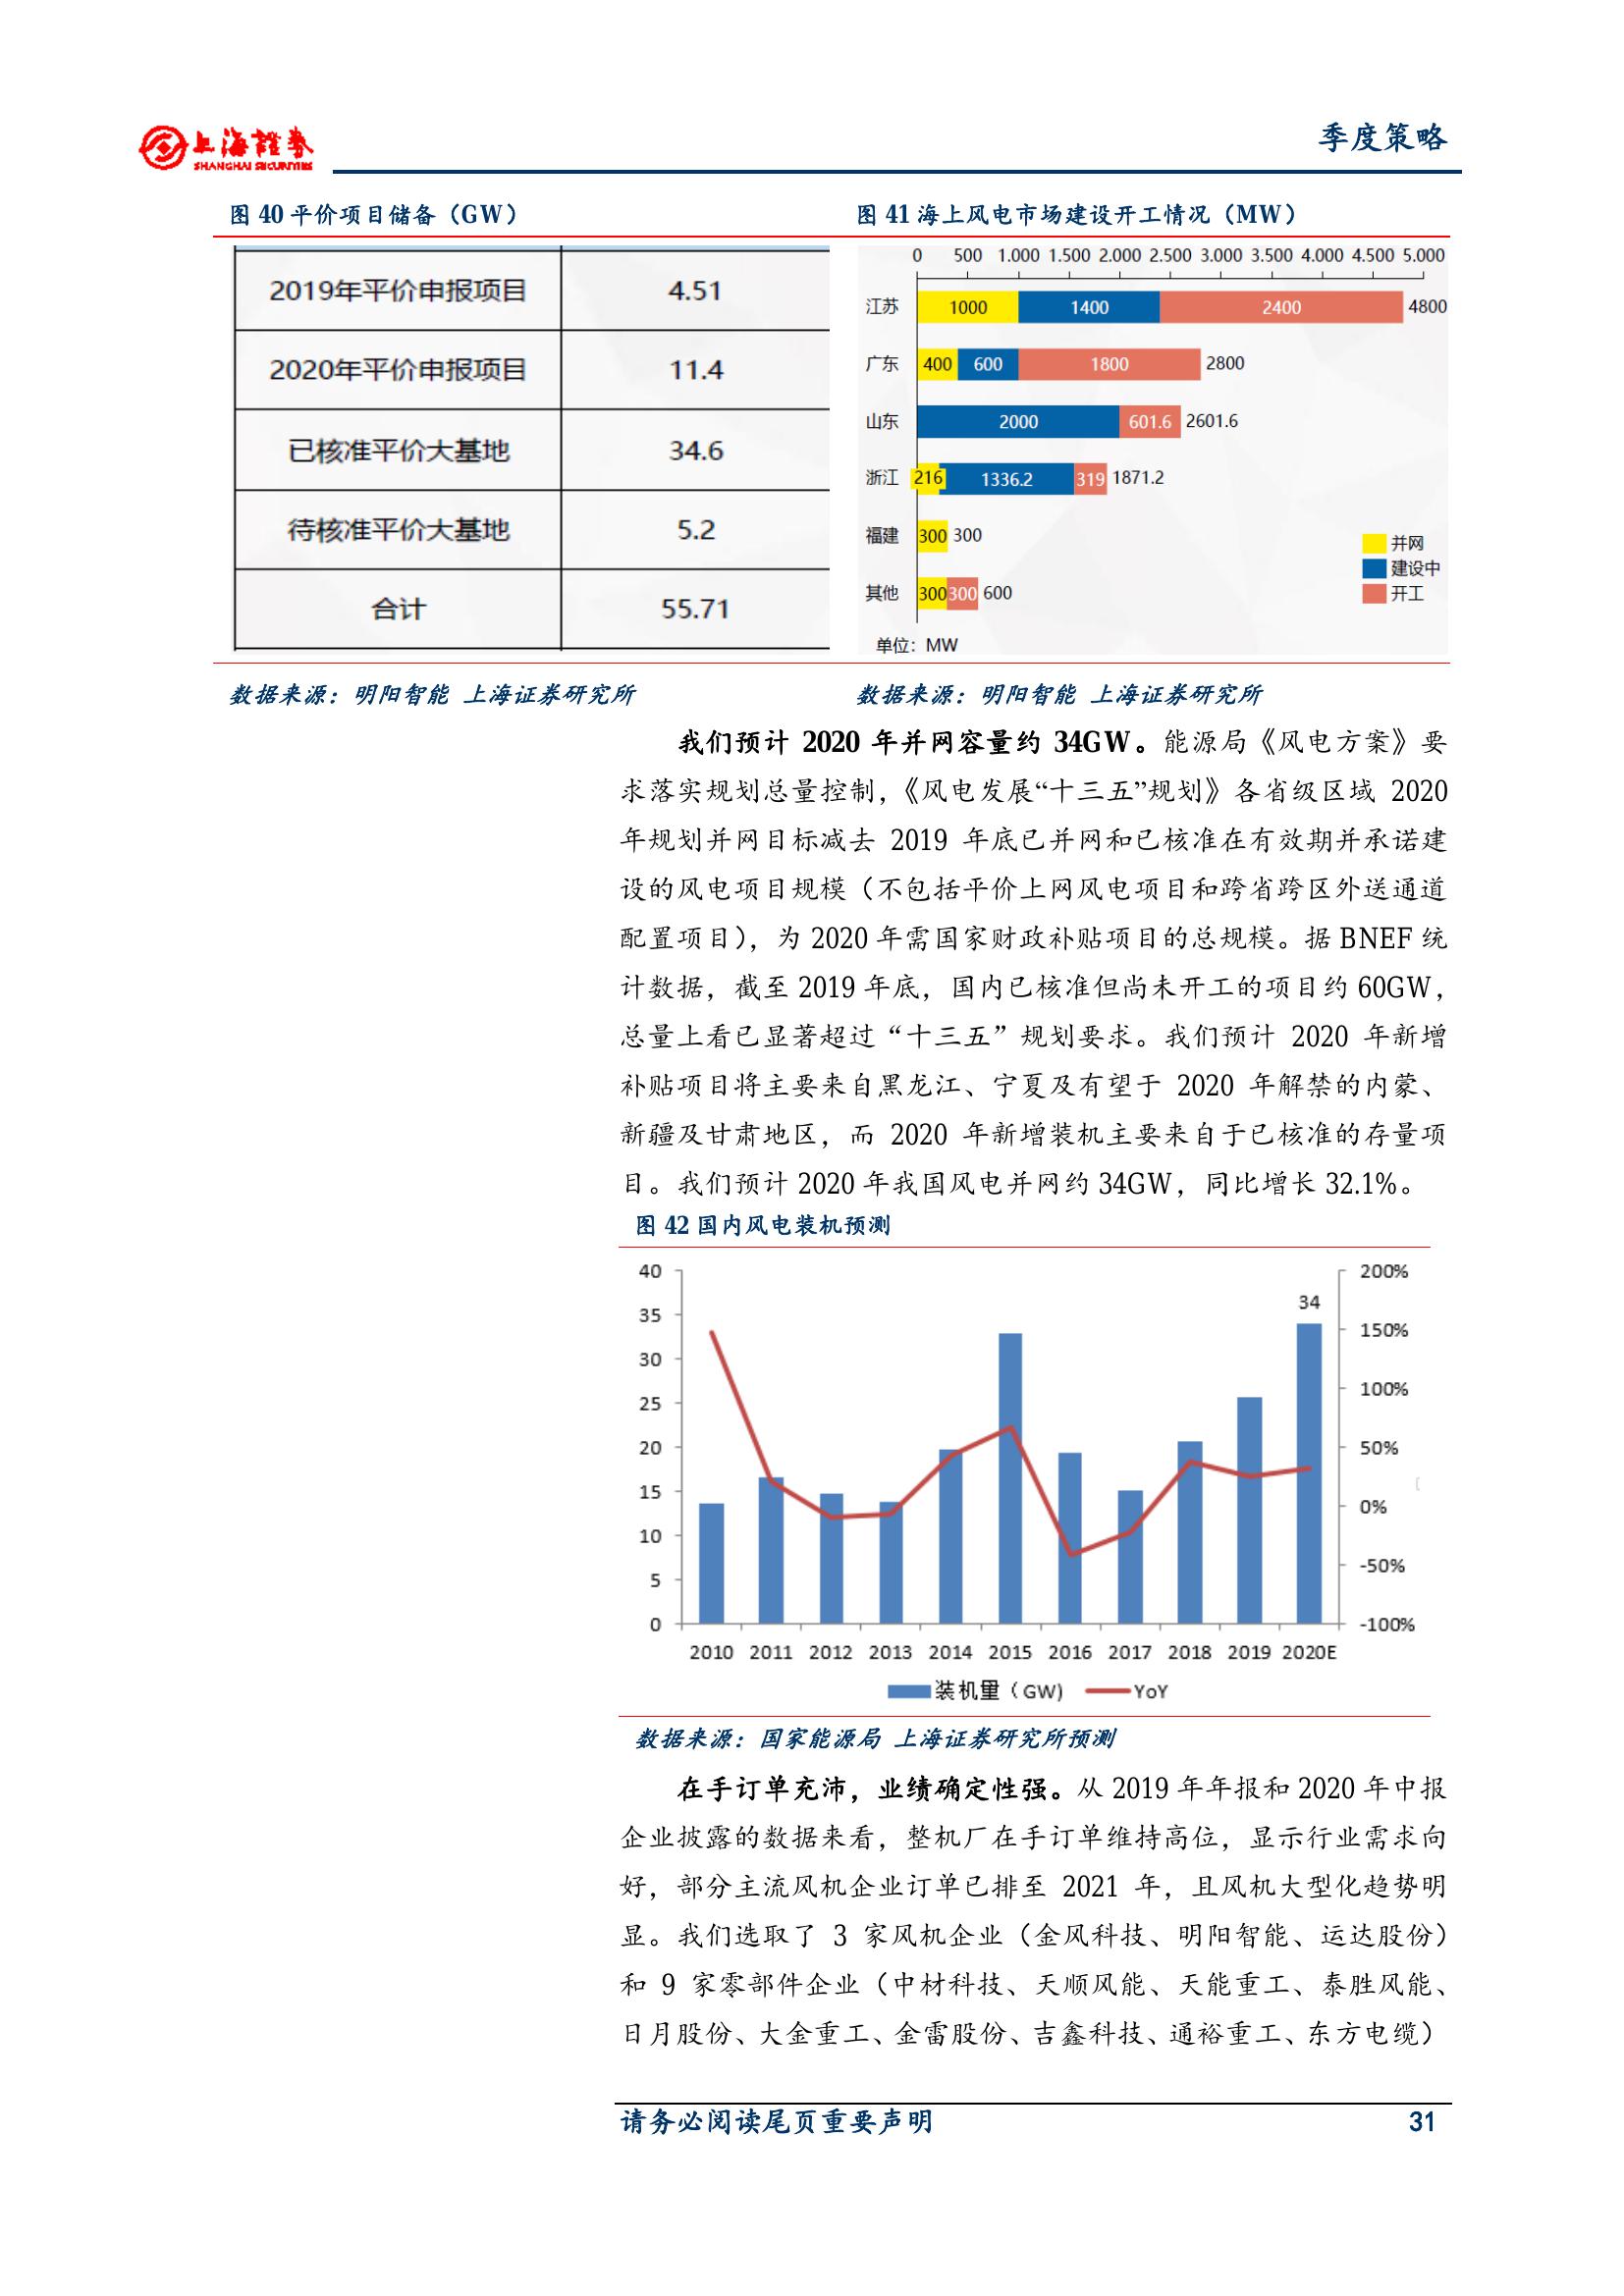 上海證券
SHANGHAI SECURITIES
季度策略
图 40 平价项目储备（GW）
2019年平价申报项目 4.51
2020年平价申报项目 11.4
已核准平价大基地 34.6
待核准平价大基地 5.2
合计 55.71
数据来源：明阳智能 上海证券研究所
图 41 海上风电市场建设开工情况（MW）
0 500 1.000 1.500 2.000 2.500 3.000 3.500 4.000 4.500 5.000
江苏 1000 1400 2400 4800
广东 400 600 1800 2800
山东 2000 601.6 2601.6
浙江 216 1336.2 319 1871.2
福建 300 300
其他 300 300 600
并网
建设中
开工
单位：MW
数据来源：明阳智能 上海证券研究所
我们预计 2020 年并网容量约 34GW。能源局《风电方案》要
求落实规划总量控制，《风电发展“十三五”规划》各省级区域 2020
年规划并网目标减去 2019 年底已并网和已核准在有效期并承诺建
设的风电项目规模（不包括平价上网风电项目和跨省跨区外送通道
配置项目），为 2020 年需国家财政补贴项目的总规模。据 BNEF 统
计数据，截至 2019 年底，国内已核准但尚未开工的项目约 60GW，
总量上看已显著超过“十三五”规划要求。我们预计 2020 年新增
补贴项目将主要来自黑龙江、宁夏及有望于 2020 年解禁的内蒙、
新疆及甘肃地区，而 2020 年新增装机主要来自于已核准的存量项
目。我们预计 2020 年我国风电并网约 34GW，同比增长 32.1%。
图 42 国内风电装机预测
40
35
30
25
20
15
10
5
0
34
200%
150%
100%
50%
0%
-50%
-100%
2010 2011 2012 2013 2014 2015 2016 2017 2018 2019 2020E
装机量（GW） YoY
数据来源：国家能源局 上海证券研究所预测
在手订单充沛，业绩确定性强。从 2019 年年报和 2020 年中报
企业披露的数据来看，整机厂在手订单维持高位，显示行业需求向
好，部分主流风机企业订单已排至 2021 年，且风机大型化趋势明
显。我们选取了 3 家风机企业（金风科技、明阳智能、运达股份）
和 9 家零部件企业（中材科技、天顺风能、天能重工、泰胜风能、
日月股份、大金重工、金雷股份、吉鑫科技、通裕重工、东方电缆）
请务必阅读尾页重要声明 31